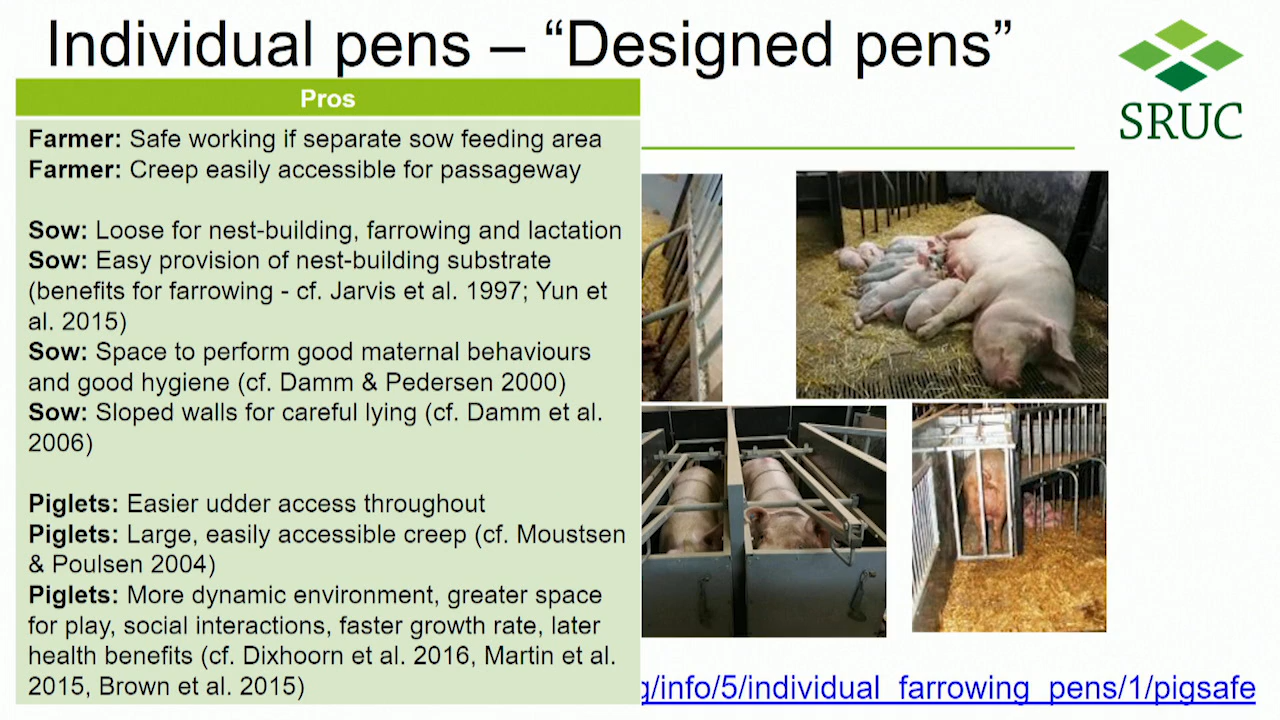 Individual pens – “Designed pens”
SRUC
Pros
Farmer: Safe working if separate sow feeding area
Farmer: Creep easily accessible for passageway
Sow: Loose for nest-building, farrowing and lactation
Sow: Easy provision of nest-building substrate
(benefits for farrowing - cf. Jarvis et al. 1997; Yun et
al. 2015)
Sow: Space to perform good maternal behaviours
and good hygiene (cf. Damm & Pedersen 2000)
Sow: Sloped walls for careful lying (cf. Damm et al.
2006)
Piglets: Easier udder access throughout
Piglets: Large, easily accessible creep (cf. Moustsen
& Poulsen 2004)
Piglets: More dynamic environment, greater space
for play, social interactions, faster growth rate, later
health benefits (cf. Dixhoorn et al. 2016, Martin et al.
2015, Brown et al. 2015)
g/info/5/individual_farrowing_pens/1/pigsafe